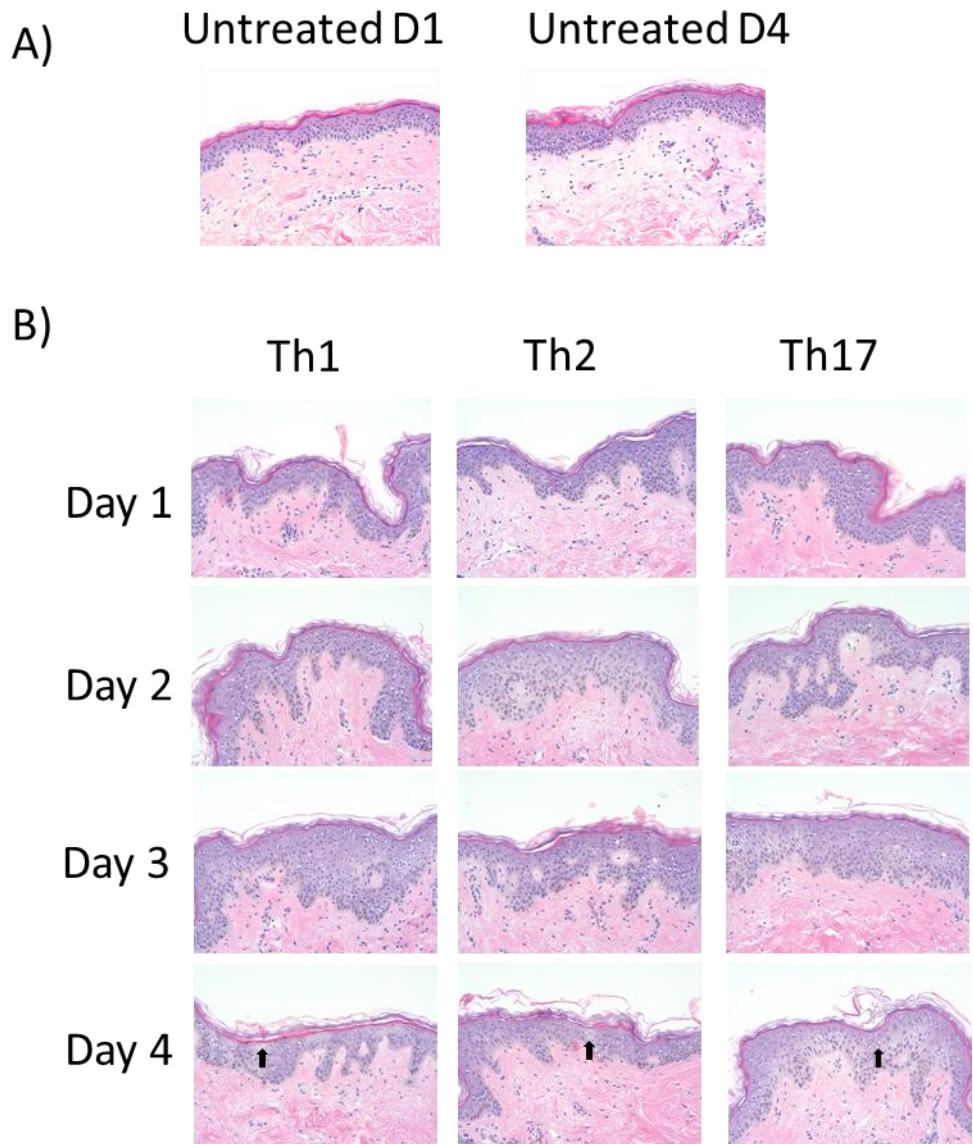 A)
Untreated D1
Untreated D4
B)
Th1
Th2
Th17
Day 1
Day 2
Day 3
Day 4